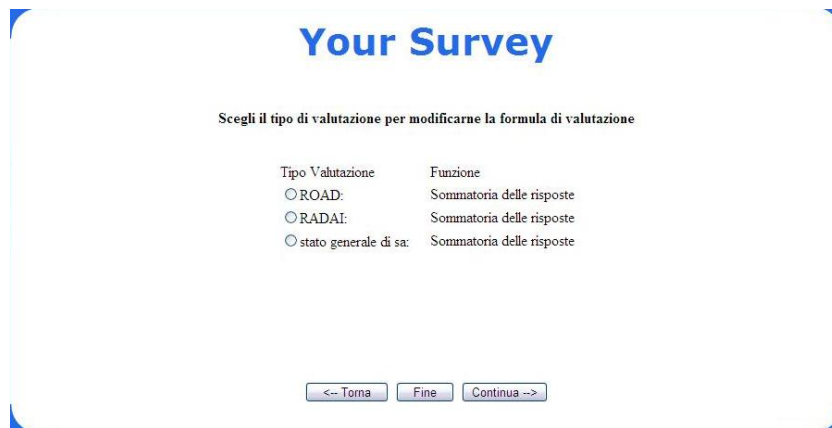 Your Survey
Scegli il tipo di valutazione per modificarne la formula di valutazione
Tipo Valutazione Funzione
ROAD: Sommatoria delle risposte
RADAI: Sommatoria delle risposte
stato generale di sa: Sommatoria delle risposte
<-- Torna Fine Continua -->